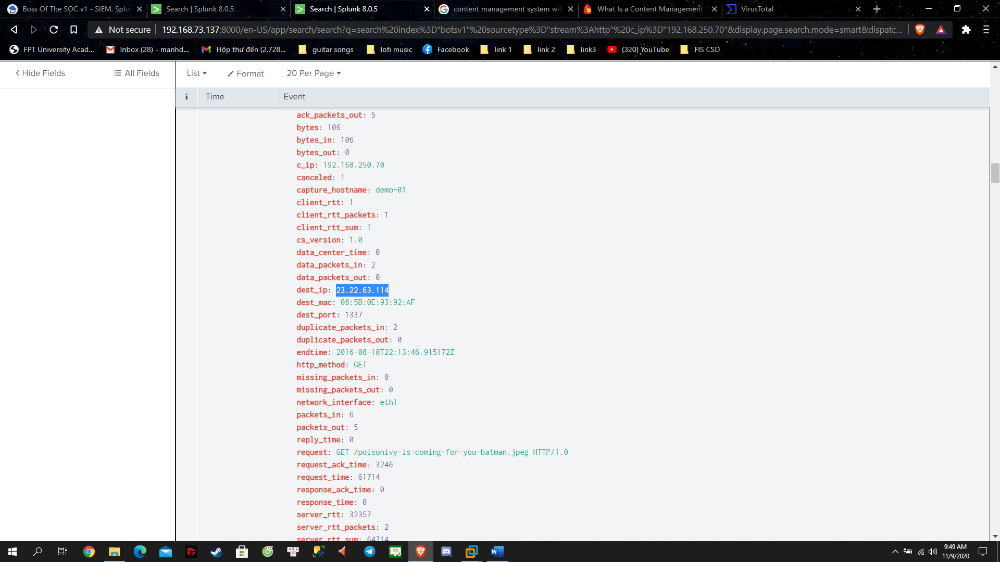 Boss Of The SOC v1 - SIEM, Splu
Search | Splunk 8.0.5
Search | Splunk 8.0.5
content management system wik
What Is a Content Management
VirusTotal
Not secure
192.168.73.137:8000/en-US/app/search/search?q=search%20index%3D"botsv1"%20sourcetype%3D"stream%3Ahttp"%20c_ip%3D"192.168.250.70"&display.page.search.mode=smart&dispatc...
FPT University Acad...
Inbox (28) - manhd...
Hộp thư đến (2.728...
guitar songs
lofi music
Facebook
link 1
link 2
link3
(320) YouTube
FIS CSD
Hide Fields
All Fields
List
Format
20 Per Page
i
Time
Event
ack_packets_out: 5
bytes: 106
bytes_in: 106
bytes_out: 0
c_ip: 192.168.250.70
canceled: 1
capture_hostname: demo-01
client_rtt: 1
client_rtt_packets: 1
client_rtt_sum: 1
cs_version: 1.0
data_center_time: 0
data_packets_in: 2
data_packets_out: 0
dest_ip: 23.22.63.114
dest_mac: 08:5B:0E:93:92:AF
dest_port: 1337
duplicate_packets_in: 2
duplicate_packets_out: 0
endtime: 2016-08-10T22:13:46.915172Z
http_method: GET
missing_packets_in: 0
missing_packets_out: 0
network_interface: eth1
packets_in: 6
packets_out: 5
reply_time: 0
request: GET /poisonivy-is-coming-for-you-batman.jpeg HTTP/1.0
request_ack_time: 3246
request_time: 61714
response_ack_time: 0
response_time: 0
server_rtt: 32357
server_rtt_packets: 2
server_rtt_sum: 64714
9:49 AM
11/9/2020